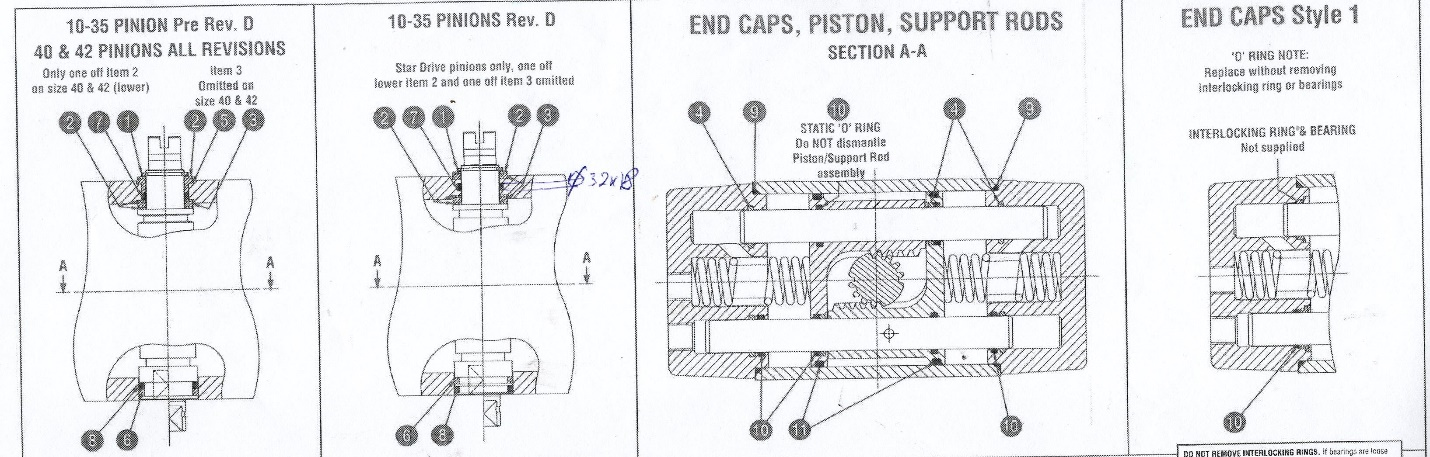 10-35 PINION Pre Rev. D
40 & 42 PINIONS ALL REVISIONS
Only one off Item 2
on size 40 & 42 (lower)
Item 3
Omitted on
size 40 & 42
2 7 1 2 5 3
A A
8 6
10-35 PINIONS Rev. D
Star Drive pinions only, one off
lower item 2 and one off item 3 omitted
2 7 1 2 3
A A
6 8
END CAPS, PISTON, SUPPORT RODS
SECTION A-A
4 9 10 4 9
STATIC 'O' RING
Do NOT dismantle
Piston/Support Rod
assembly
10 11 10
END CAPS Style 1
'O' RING NOTE:
Replace without removing
interlocking ring or bearings
INTERLOCKING RING & BEARING
Not supplied
10
DO NOT REMOVE INTERLOCKING RINGS. If bearings are loose